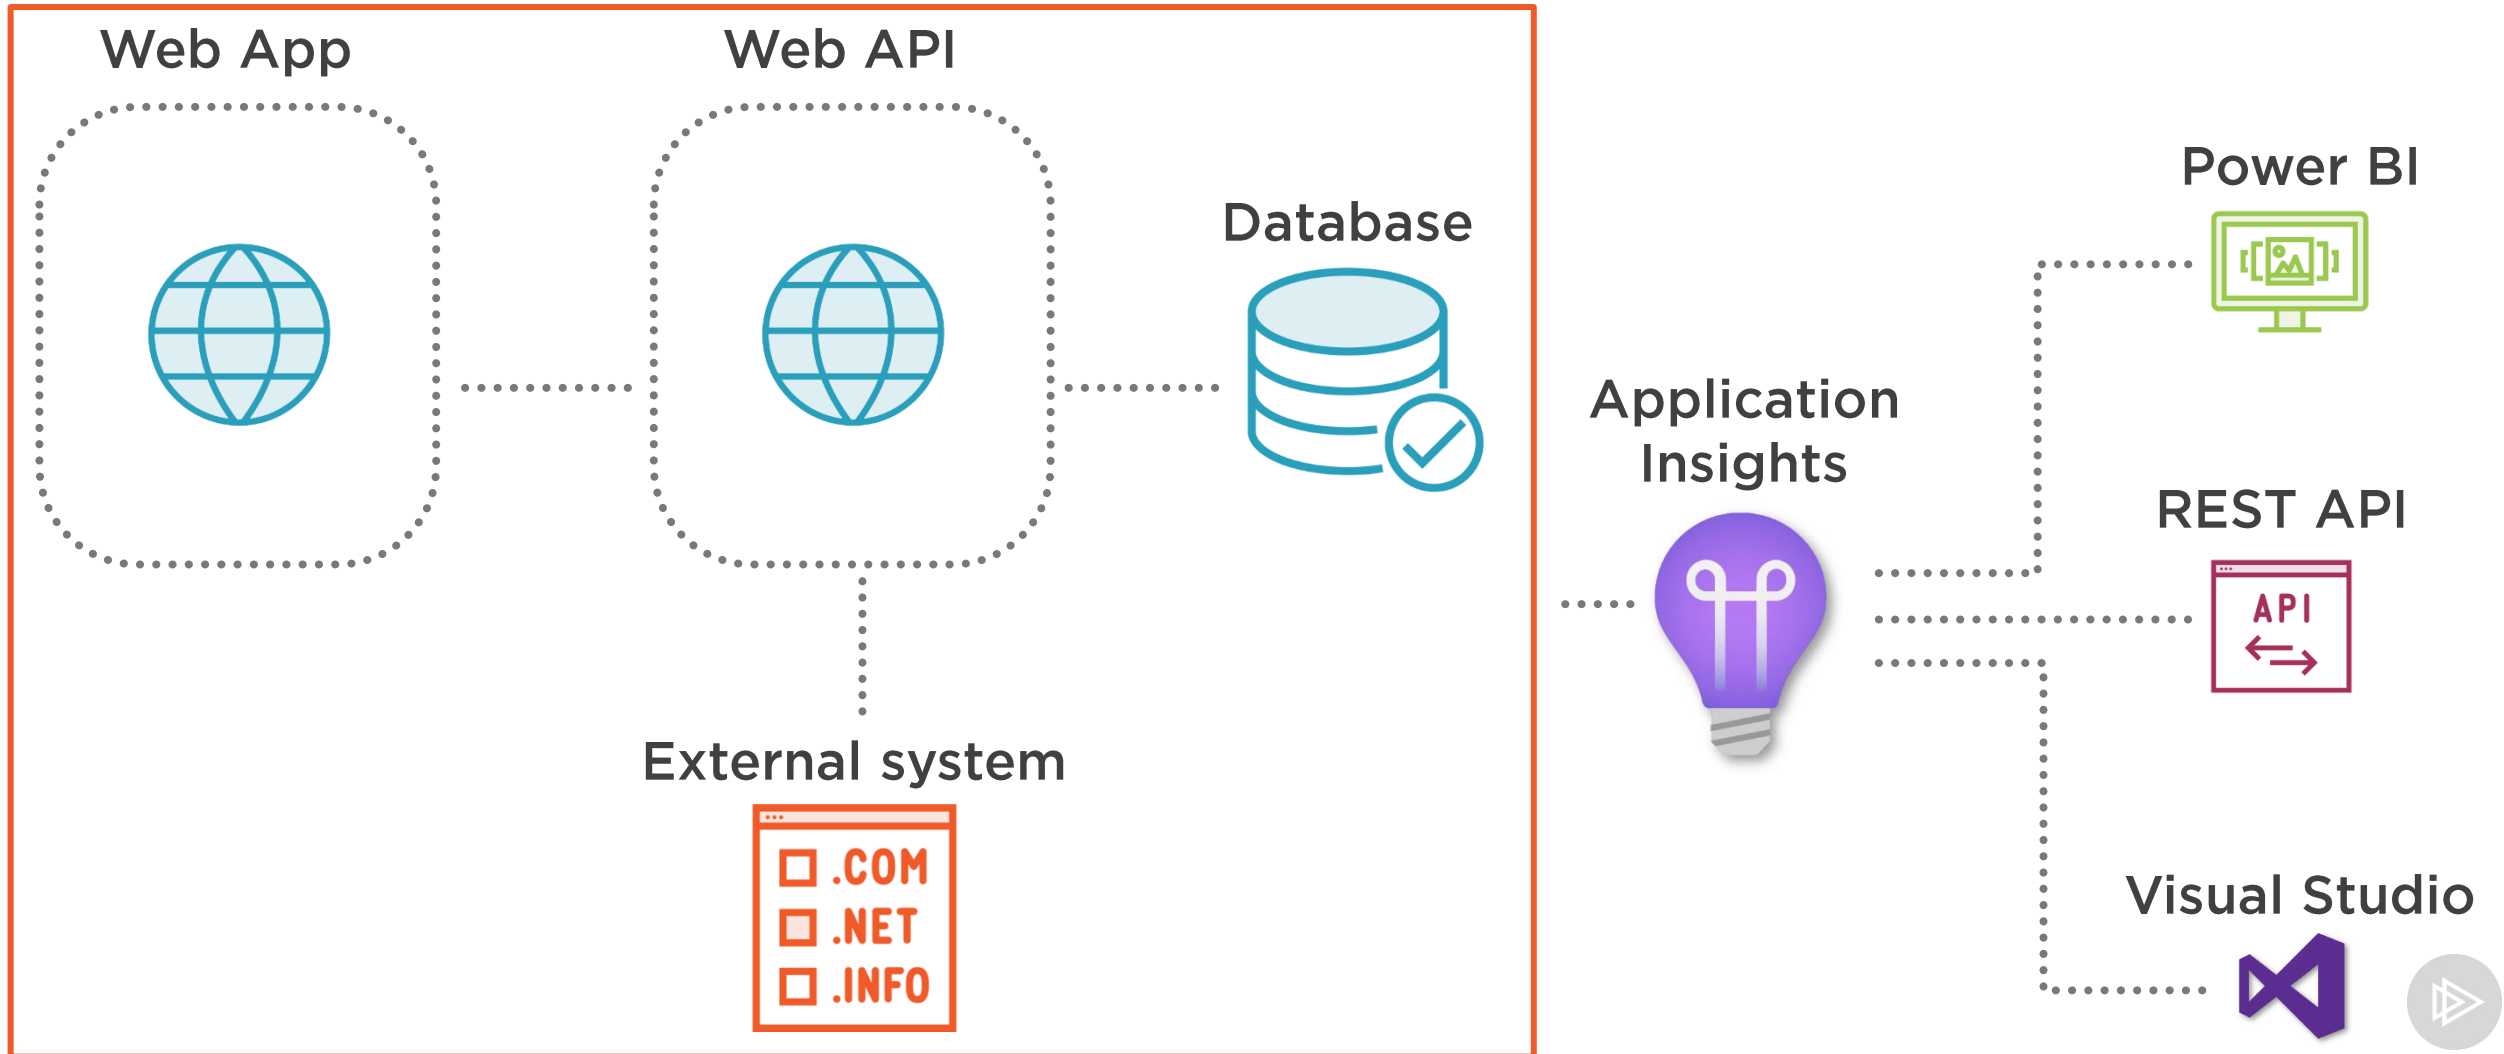 Web App
Web API
Database
External system
.COM
.NET
.INFO
Application
Insights
Power BI
REST API
API
Visual Studio